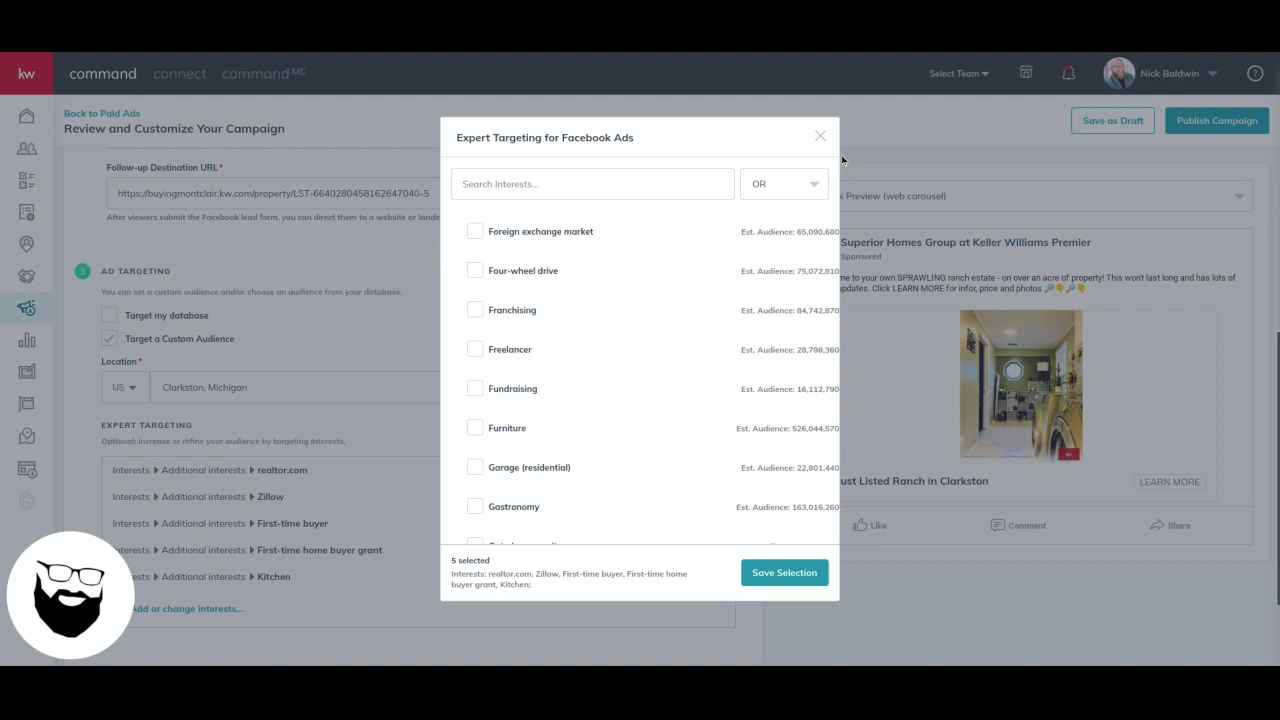 kw
command
connect
command MC
Select Team
Nick Baldwin
?
Back to Paid Ads
Review and Customize Your Campaign
Save as Draft
Publish Campaign
Follow-up Destination URL *
https://buyingmontclair.kw.com/property/LST-6640280458162647040-5
After viewers submit the Facebook lead form, you can direct them to a website or landin
3
AD TARGETING
You can set a custom audience and/or choose an audience from your database.
Target my database
Target a Custom Audience
Location *
US
Clarkston, Michigan
EXPERT TARGETING
Optional; increase or refine your audience by targeting interests.
Interests Additional interests realtor.com
Interests Additional interests Zillow
Interests Additional interests First-time buyer
Interests Additional interests First-time home buyer grant
Interests Additional interests Kitchen
Add or change interests...
Expert Targeting for Facebook Ads
Search Interests...
OR
Foreign exchange market
Est. Audience: 65,090,680
Four-wheel drive
Est. Audience: 75,072,810
Franchising
Est. Audience: 84,742,870
Freelancer
Est. Audience: 28,798,360
Fundraising
Est. Audience: 16,112,790
Furniture
Est. Audience: 526,044,570
Garage (residential)
Est. Audience: 22,801,440
Gastronomy
Est. Audience: 163,016,260
5 selected
Interests: realtor.com, Zillow, First-time buyer, First-time home
buyer grant, Kitchen;
Save Selection
k Preview (web carousel)
Superior Homes Group at Keller Williams Premier
Sponsored
me to your own SPRAWLING ranch estate - on over an acre of property! This won't last long and has lots of
updates. Click LEARN MORE for infor, price and photos 🔎👇🔎👇
ust Listed Ranch in Clarkston
LEARN MORE
Like
Comment
Share